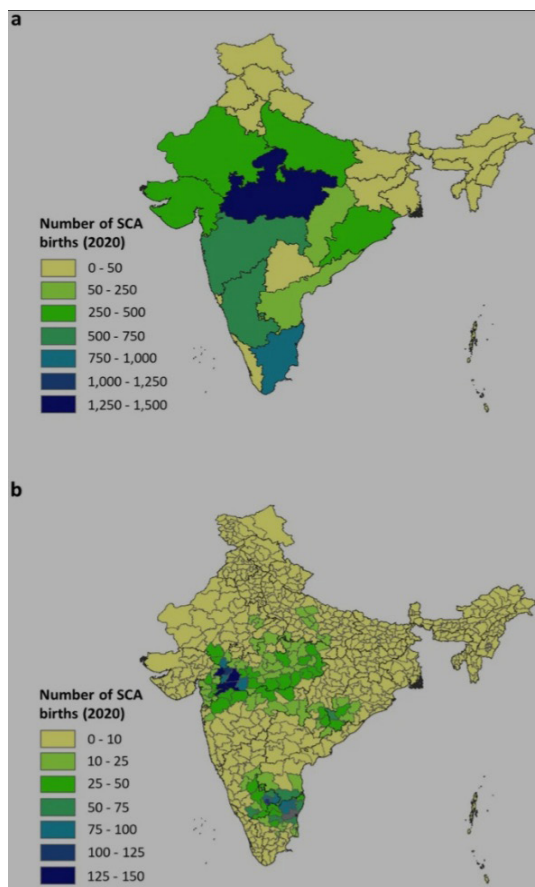 a
Number of SCA
births (2020)
0 - 50
50 - 250
250 - 500
500 - 750
750 - 1,000
1,000 - 1,250
1,250 - 1,500
b
Number of SCA
births (2020)
0 - 10
10 - 25
25 - 50
50 - 75
75 - 100
100 - 125
125 - 150